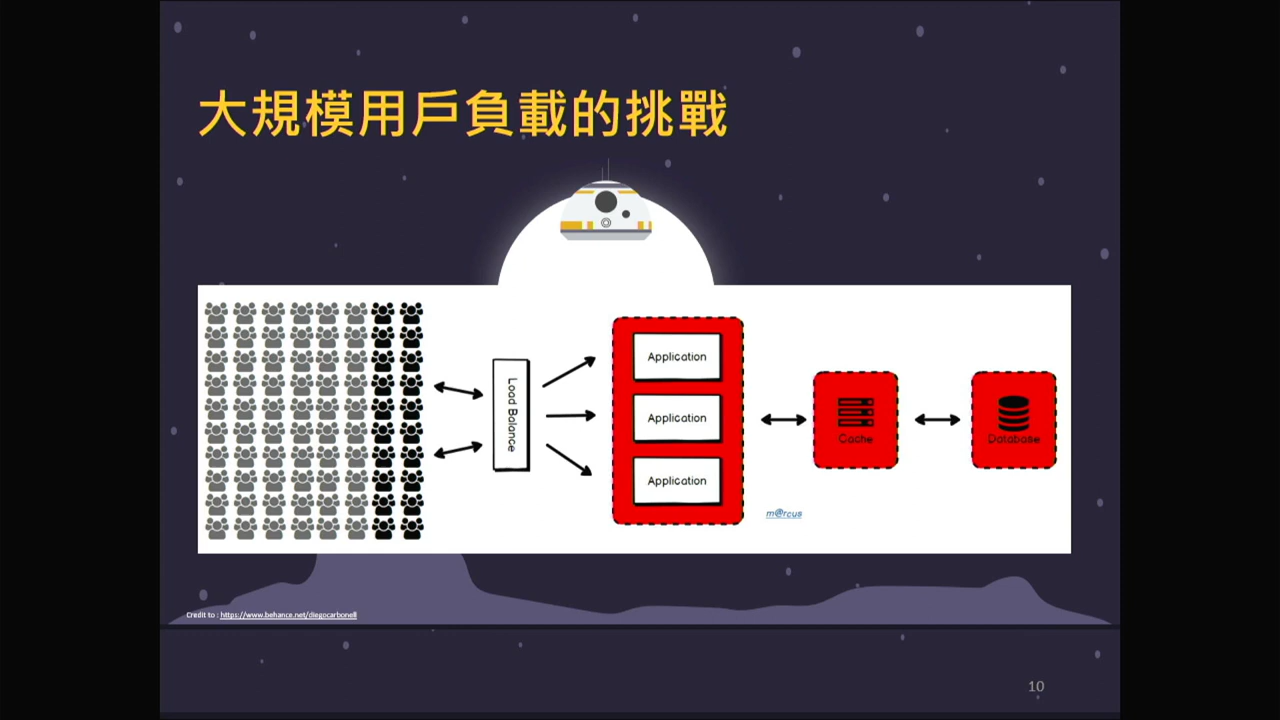 大規模用戶負載的挑戰
Load Balance
Application
Application
Application
Cache
Database
m@rcus
Credit to : https://www.behance.net/diegocarbonell
10